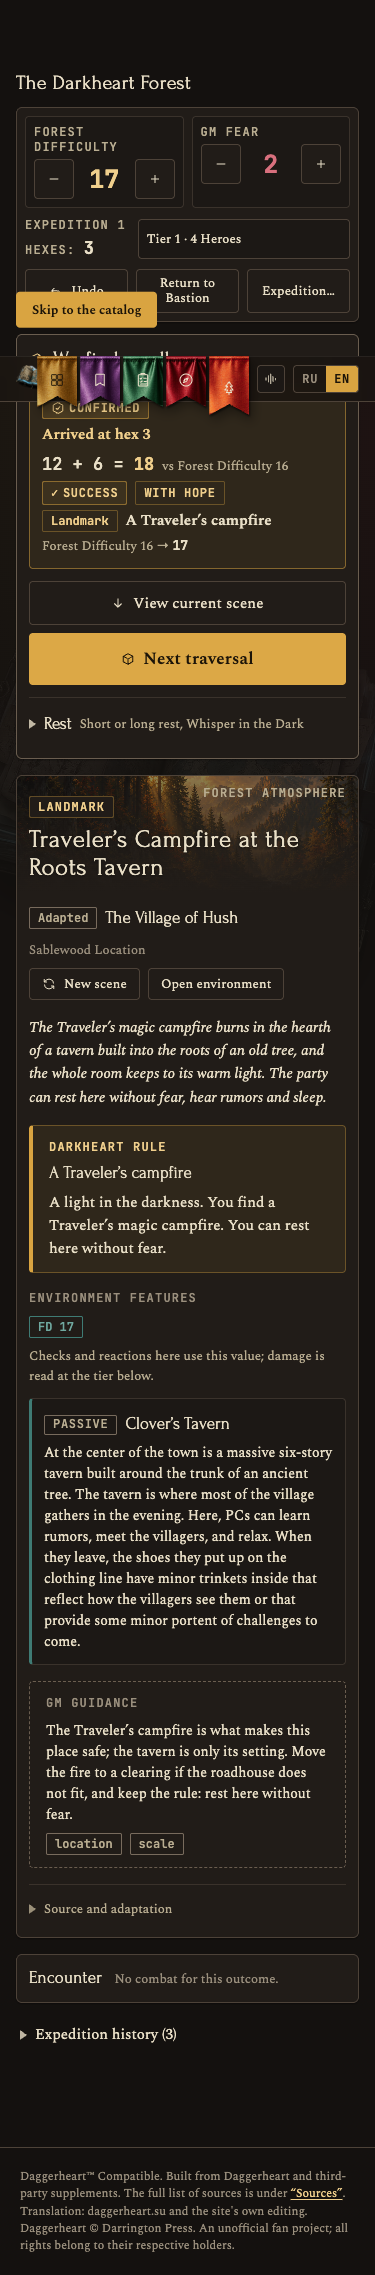 The Darkheart Forest
FOREST
DIFFICULTY
− 17 +
GM FEAR
− 2 +
EXPEDITION 1
HEXES: 3
Tier 1 · 4 Heroes
Undo
Return to
Bastion
Expedition…
Skip to the catalog
RU EN
CONFIRMED
Arrived at hex 3
12 + 6 = 18 vs Forest Difficulty 16
✓ SUCCESS WITH HOPE
Landmark A Traveler’s campfire
Forest Difficulty 16 → 17
↓ View current scene
Next traversal
Rest Short or long rest, Whisper in the Dark
FOREST ATMOSPHERE
LANDMARK
Traveler’s Campfire at the
Roots Tavern
Adapted The Village of Hush
Sablewood Location
New scene Open environment
The Traveler’s magic campfire burns in the hearth
of a tavern built into the roots of an old tree, and
the whole room keeps to its warm light. The party
can rest here without fear, hear rumors and sleep.
DARKHEART RULE
A Traveler’s campfire
A light in the darkness. You find a
Traveler’s magic campfire. You can rest
here without fear.
ENVIRONMENT FEATURES
FD 17
Checks and reactions here use this value; damage is
read at the tier below.
PASSIVE Clover’s Tavern
At the center of the town is a massive six-story
tavern built around the trunk of an ancient
tree. The tavern is where most of the village
gathers in the evening. Here, PCs can learn
rumors, meet the villagers, and relax. When
they leave, the shoes they put up on the
clothing line have minor trinkets inside that
reflect how the villagers see them or that
provide some minor portent of challenges to
come.
GM GUIDANCE
The Traveler’s campfire is what makes this
place safe; the tavern is only its setting. Move
the fire to a clearing if the roadhouse does
not fit, and keep the rule: rest here without
fear.
location scale
Source and adaptation
Encounter No combat for this outcome.
Expedition history (3)
Daggerheart™ Compatible. Built from Daggerheart and third-
party supplements. The full list of sources is under “Sources”.
Translation: daggerheart.su and the site's own editing.
Daggerheart © Darrington Press. An unofficial fan project; all
rights belong to their respective holders.